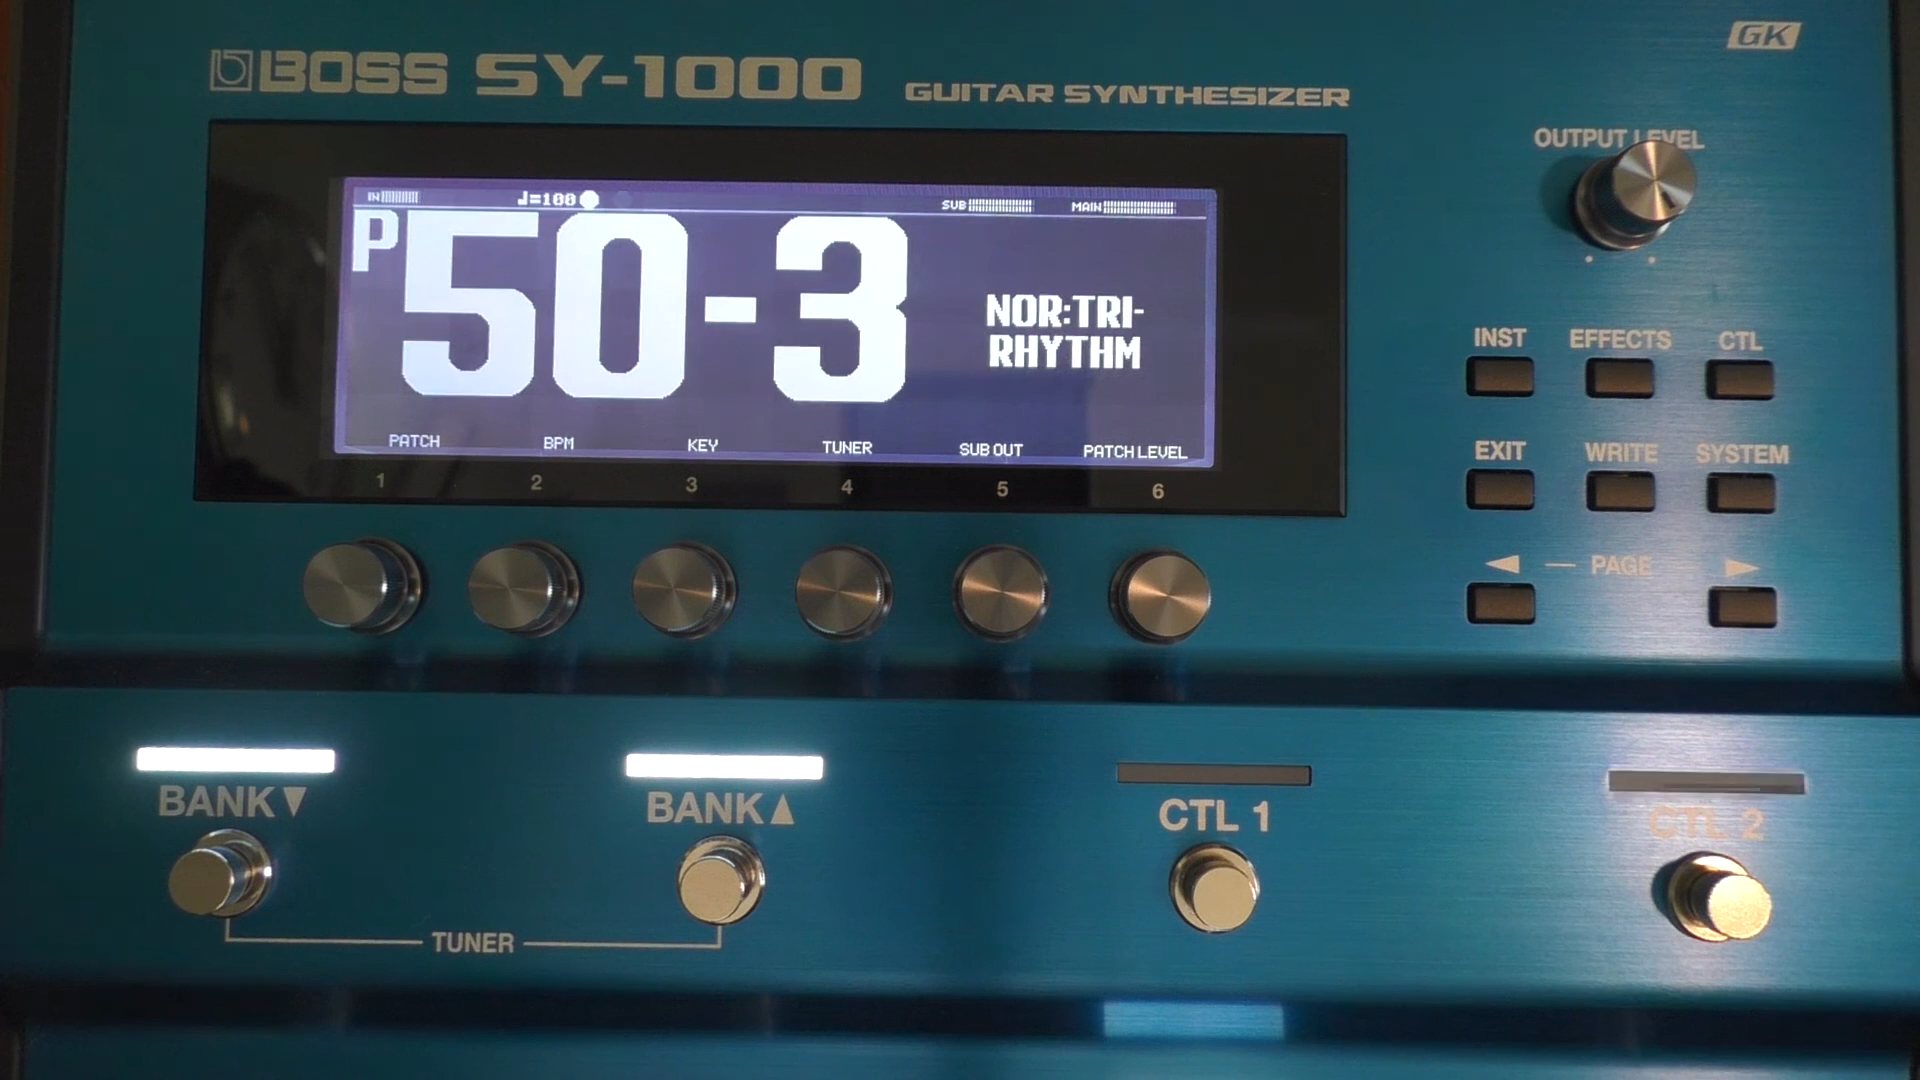 GK
BOSS SY-1000 GUITAR SYNTHESIZER
OUTPUT LEVEL
IN ♩=100 SUB MAIN
P50-3
NOR:TRI-
RHYTHM
PATCH BPM KEY TUNER SUB OUT PATCH LEVEL
1 2 3 4 5 6
INST EFFECTS CTL
EXIT WRITE SYSTEM
◀ — PAGE — ▶
BANK▼ BANK▲ CTL 1 CTL 2
TUNER